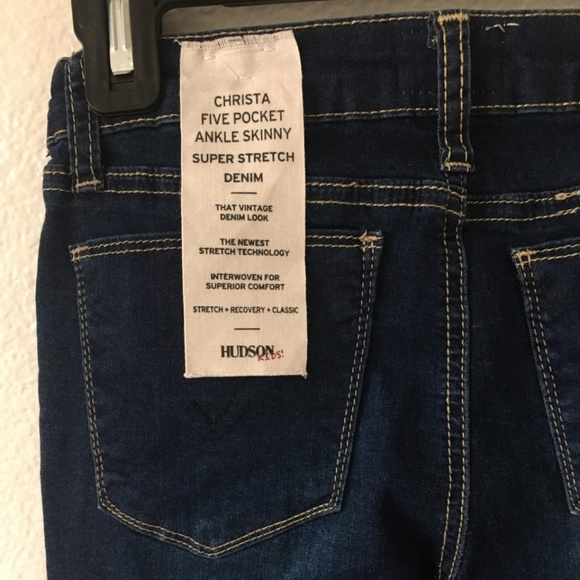 CHRISTA
FIVE POCKET
ANKLE SKINNY
SUPER STRETCH
DENIM
THAT VINTAGE
DENIM LOOK
THE NEWEST
STRETCH TECHNOLOGY
INTERWOVEN FOR
SUPERIOR COMFORT
STRETCH + RECOVERY + CLASSIC
HUDSON
KIDS!